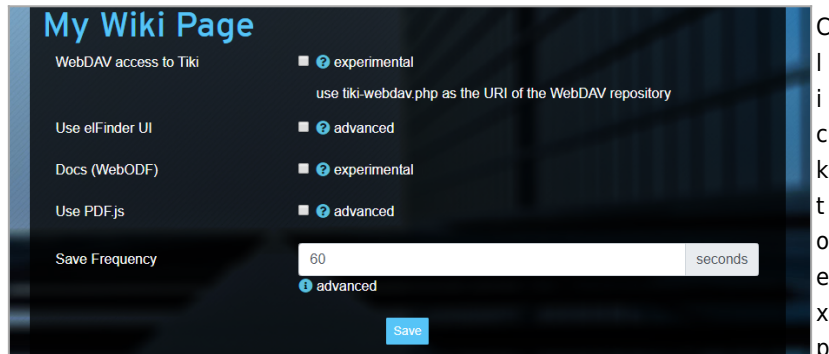 My Wiki Page
WebDAV access to Tiki ? experimental
use tiki-webdav.php as the URI of the WebDAV repository
Use elFinder UI ? advanced
Docs (WebODF) ? experimental
Use PDF.js ? advanced
Save Frequency 60 seconds
i advanced
Save
C
l
i
c
k
t
o
e
x
p